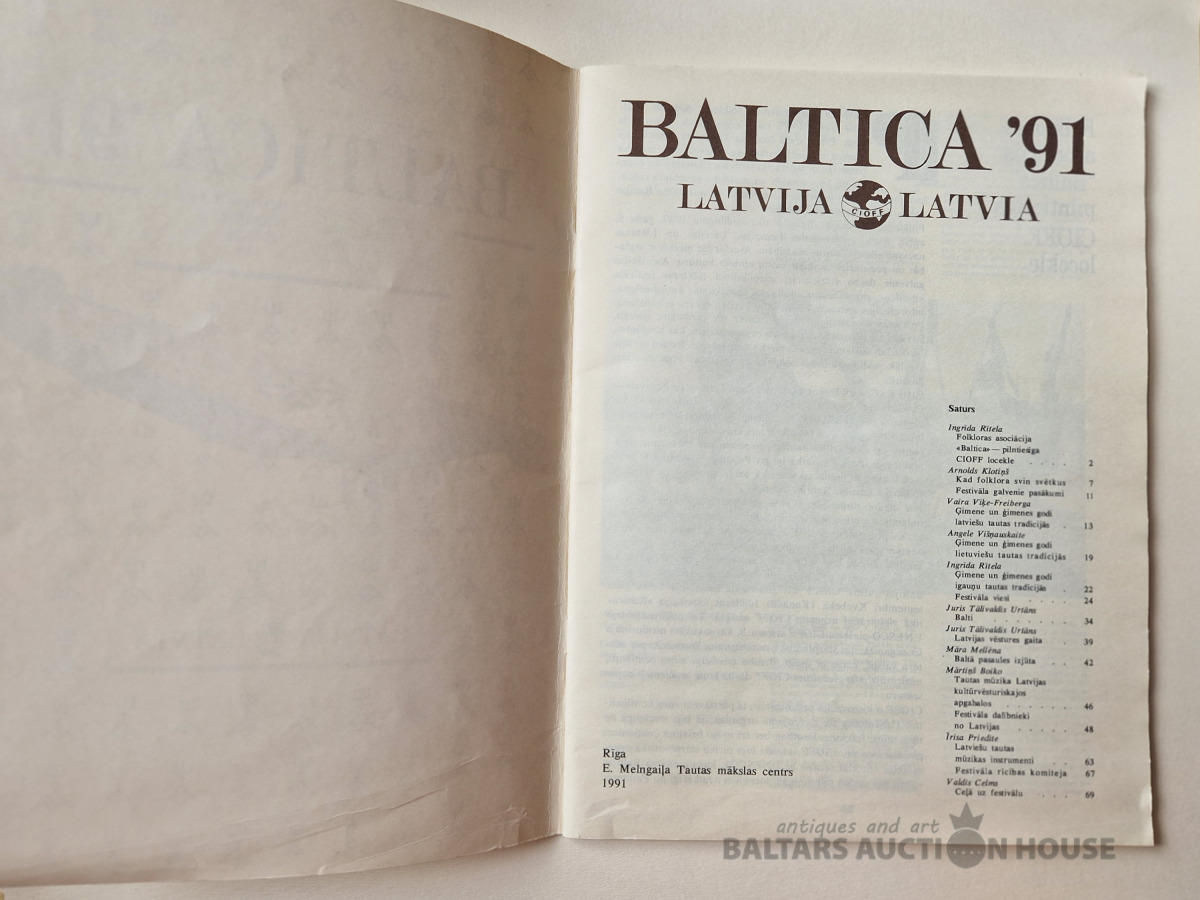 BALTICA '91
LATVIJA CIOFF LATVIA
Saturs
Ingrīda Rītela
Folkloras asociācija
«Baltica» — pilntiesīga
CIOFF locekle . . . . 2
Arnolds Klotiņš
Kad folklora svin svētkus 7
Festivāla galvenie pasākumi 11
Vaira Vīķe-Freiberga
Ģimene un ģimenes godi
latviešu tautas tradīcijās . 13
Angele Višņauskaite
Ģimene un ģimenes godi
lietuviešu tautas tradīcijās 19
Ingrīda Rītela
Ģimene un ģimenes godi
igauņu tautas tradīcijās . 22
Festivāla viesi . . . . . 24
Juris Tālivaldis Urtāns
Balti . . . . . . . 34
Juris Tālivaldis Urtāns
Latvijas vēstures gaita . . 39
Māra Mellēna
Baltā pasaules izjūta . . 42
Mārtiņš Boiko
Tautas mūzika Latvijas
kultūrvēsturiskajos
apgabalos . . . . . . 46
Festivāla dalībnieki
no Latvijas . . . . . 48
Īrisa Priedīte
Latviešu tautas
mūzikas instrumenti . . 63
Festivāla rīcības komiteja 67
Valdis Celms
Ceļā uz festivālu . . . 69
Rīga
E. Melngaiļa Tautas mākslas centrs
1991
antiques and art
BALTARS AUCTION HOUSE